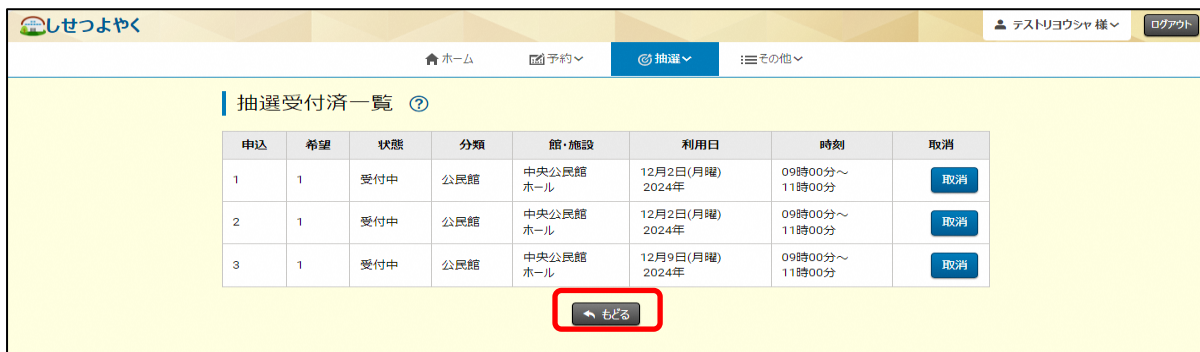 しせつよやく
テストリヨウシャ 様
ログアウト
ホーム 予約 抽選 その他
抽選受付済一覧 ?
申込 希望 状態 分類 館・施設 利用日 時刻 取消
1 1 受付中 公民館 中央公民館 12月2日(月曜) 09時00分～ 取消
ホール 2024年 11時00分
2 1 受付中 公民館 中央公民館 12月2日(月曜) 09時00分～ 取消
ホール 2024年 11時00分
3 1 受付中 公民館 中央公民館 12月9日(月曜) 09時00分～ 取消
ホール 2024年 11時00分
もどる